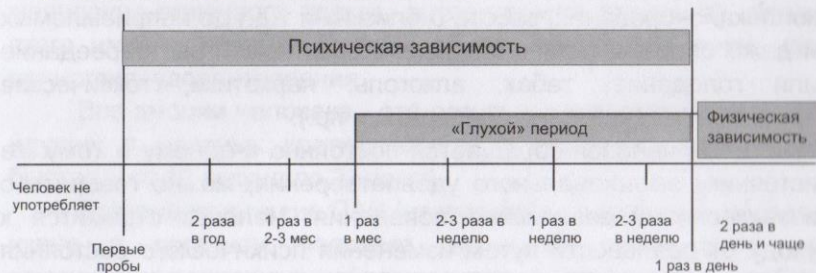 Психическая зависимость
«Глухой» период
Физическая
зависимость
Человек не
употребляет
Первые
пробы
2 раза
в год
1 раз в
2-3 мес
1 раз
в мес
2-3 раза в
неделю
1 раз в
неделю
2-3 раза
в неделю
1 раз в день
2 раза в
день и чаще